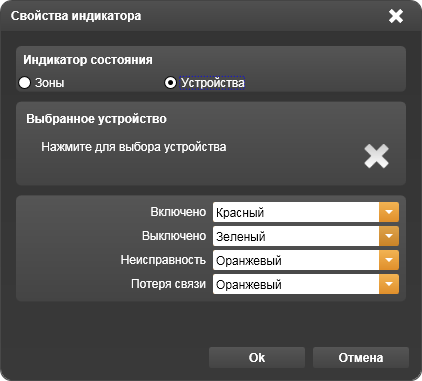 Свойства индикатора
Индикатор состояния
Зоны Устройства
Выбранное устройство
Нажмите для выбора устройства
Включено Красный
Выключено Зеленый
Неисправность Оранжевый
Потеря связи Оранжевый
Ok Отмена